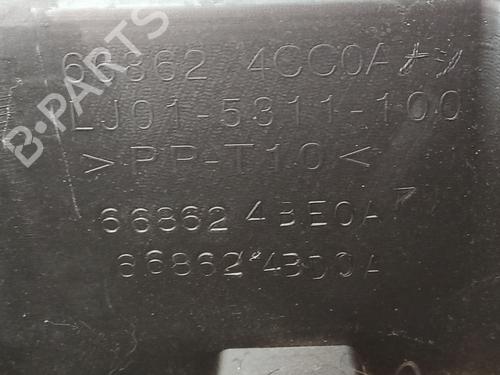 B-PARTS
66862 4CC0A
LJ01-5311-100
>PP-T10<
66862 4BE0A
66862 4BD0A